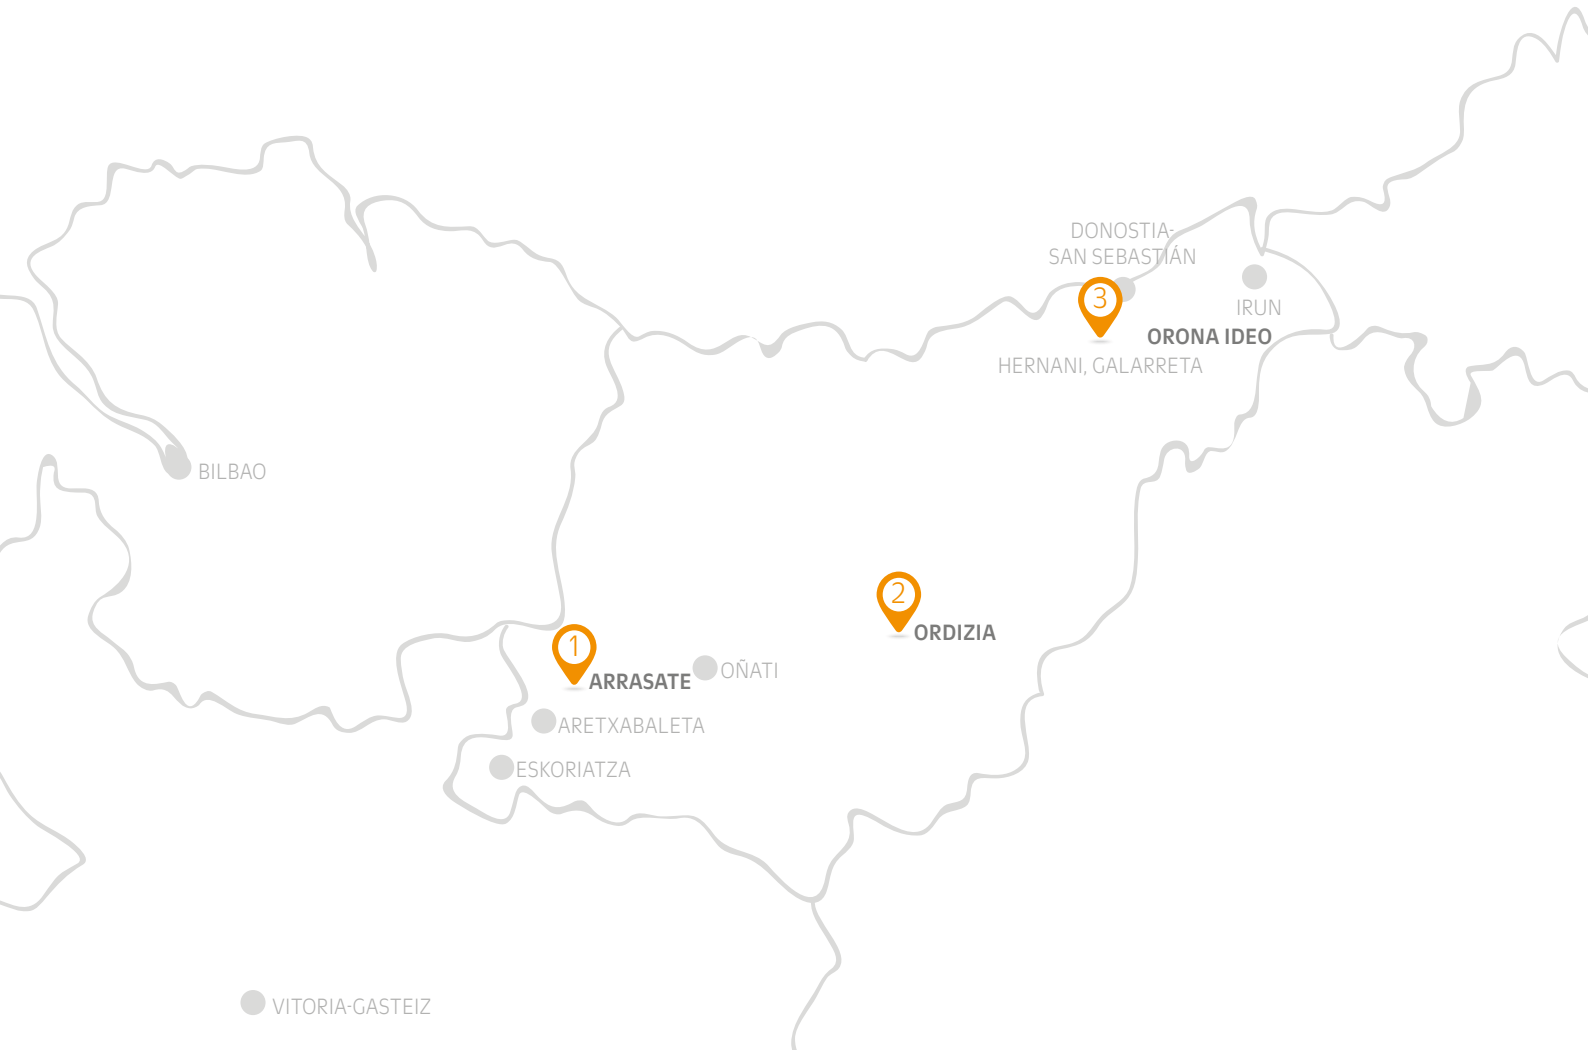 DONOSTIA-
SAN SEBASTIÁN
3
IRUN
ORONA IDEO
HERNANI, GALARRETA
BILBAO
2
ORDIZIA
1
ARRASATE
OÑATI
ARETXABALETA
ESKORIATZA
VITORIA-GASTEIZ